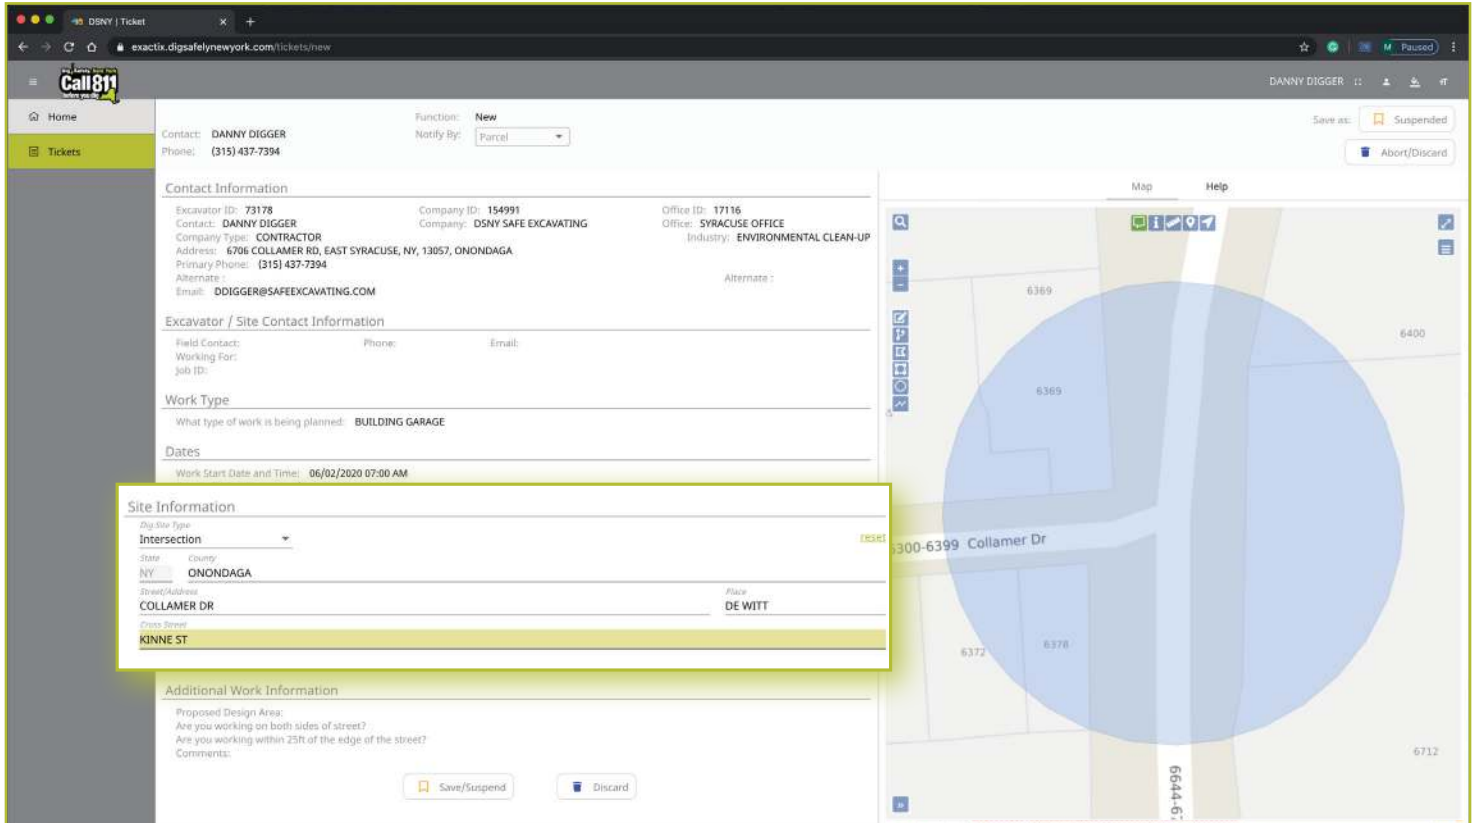 DSNY | Ticket
exactix.digsafelynewyork.com/tickets/new
M Paused
Call811
before you dig
DANNY DIGGER
Home
Tickets
Contact: DANNY DIGGER
Phone: (315) 437-7394
Function: New
Notify By: Parcel
Save as: Suspended
Abort/Discard
Contact Information
Excavator ID: 73178 Company ID: 154991 Office ID: 17116
Contact: DANNY DIGGER Company: DSNY SAFE EXCAVATING Office: SYRACUSE OFFICE
Company Type: CONTRACTOR Industry: ENVIRONMENTAL CLEAN-UP
Address: 6706 COLLAMER RD, EAST SYRACUSE, NY, 13057, ONONDAGA
Primary Phone: (315) 437-7394
Alternate : Alternate :
Email: DDIGGER@SAFEEXCAVATING.COM
Excavator / Site Contact Information
Field Contact: Phone: Email:
Working For:
Job ID:
Work Type
What type of work is being planned: BUILDING GARAGE
Dates
Work Start Date and Time: 06/02/2020 07:00 AM
Site Information
Dig Site Type
Intersection
reset
State County
NY ONONDAGA
Street/Address Place
COLLAMER DR DE WITT
Cross Street
KINNE ST
Additional Work Information
Proposed Design Area:
Are you working on both sides of street?
Are you working within 25ft of the edge of the street?
Comments:
Save/Suspend Discard
Map Help
6369
6400
6369
6300-6399 Collamer Dr
6372
6378
6712